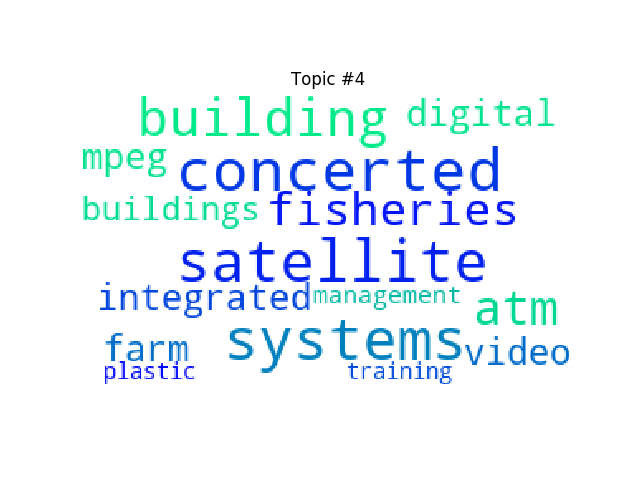 Topic #4
building digital
mpeg concerted
buildings fisheries
satellite
integrated management atm
farm systems video
plastic training